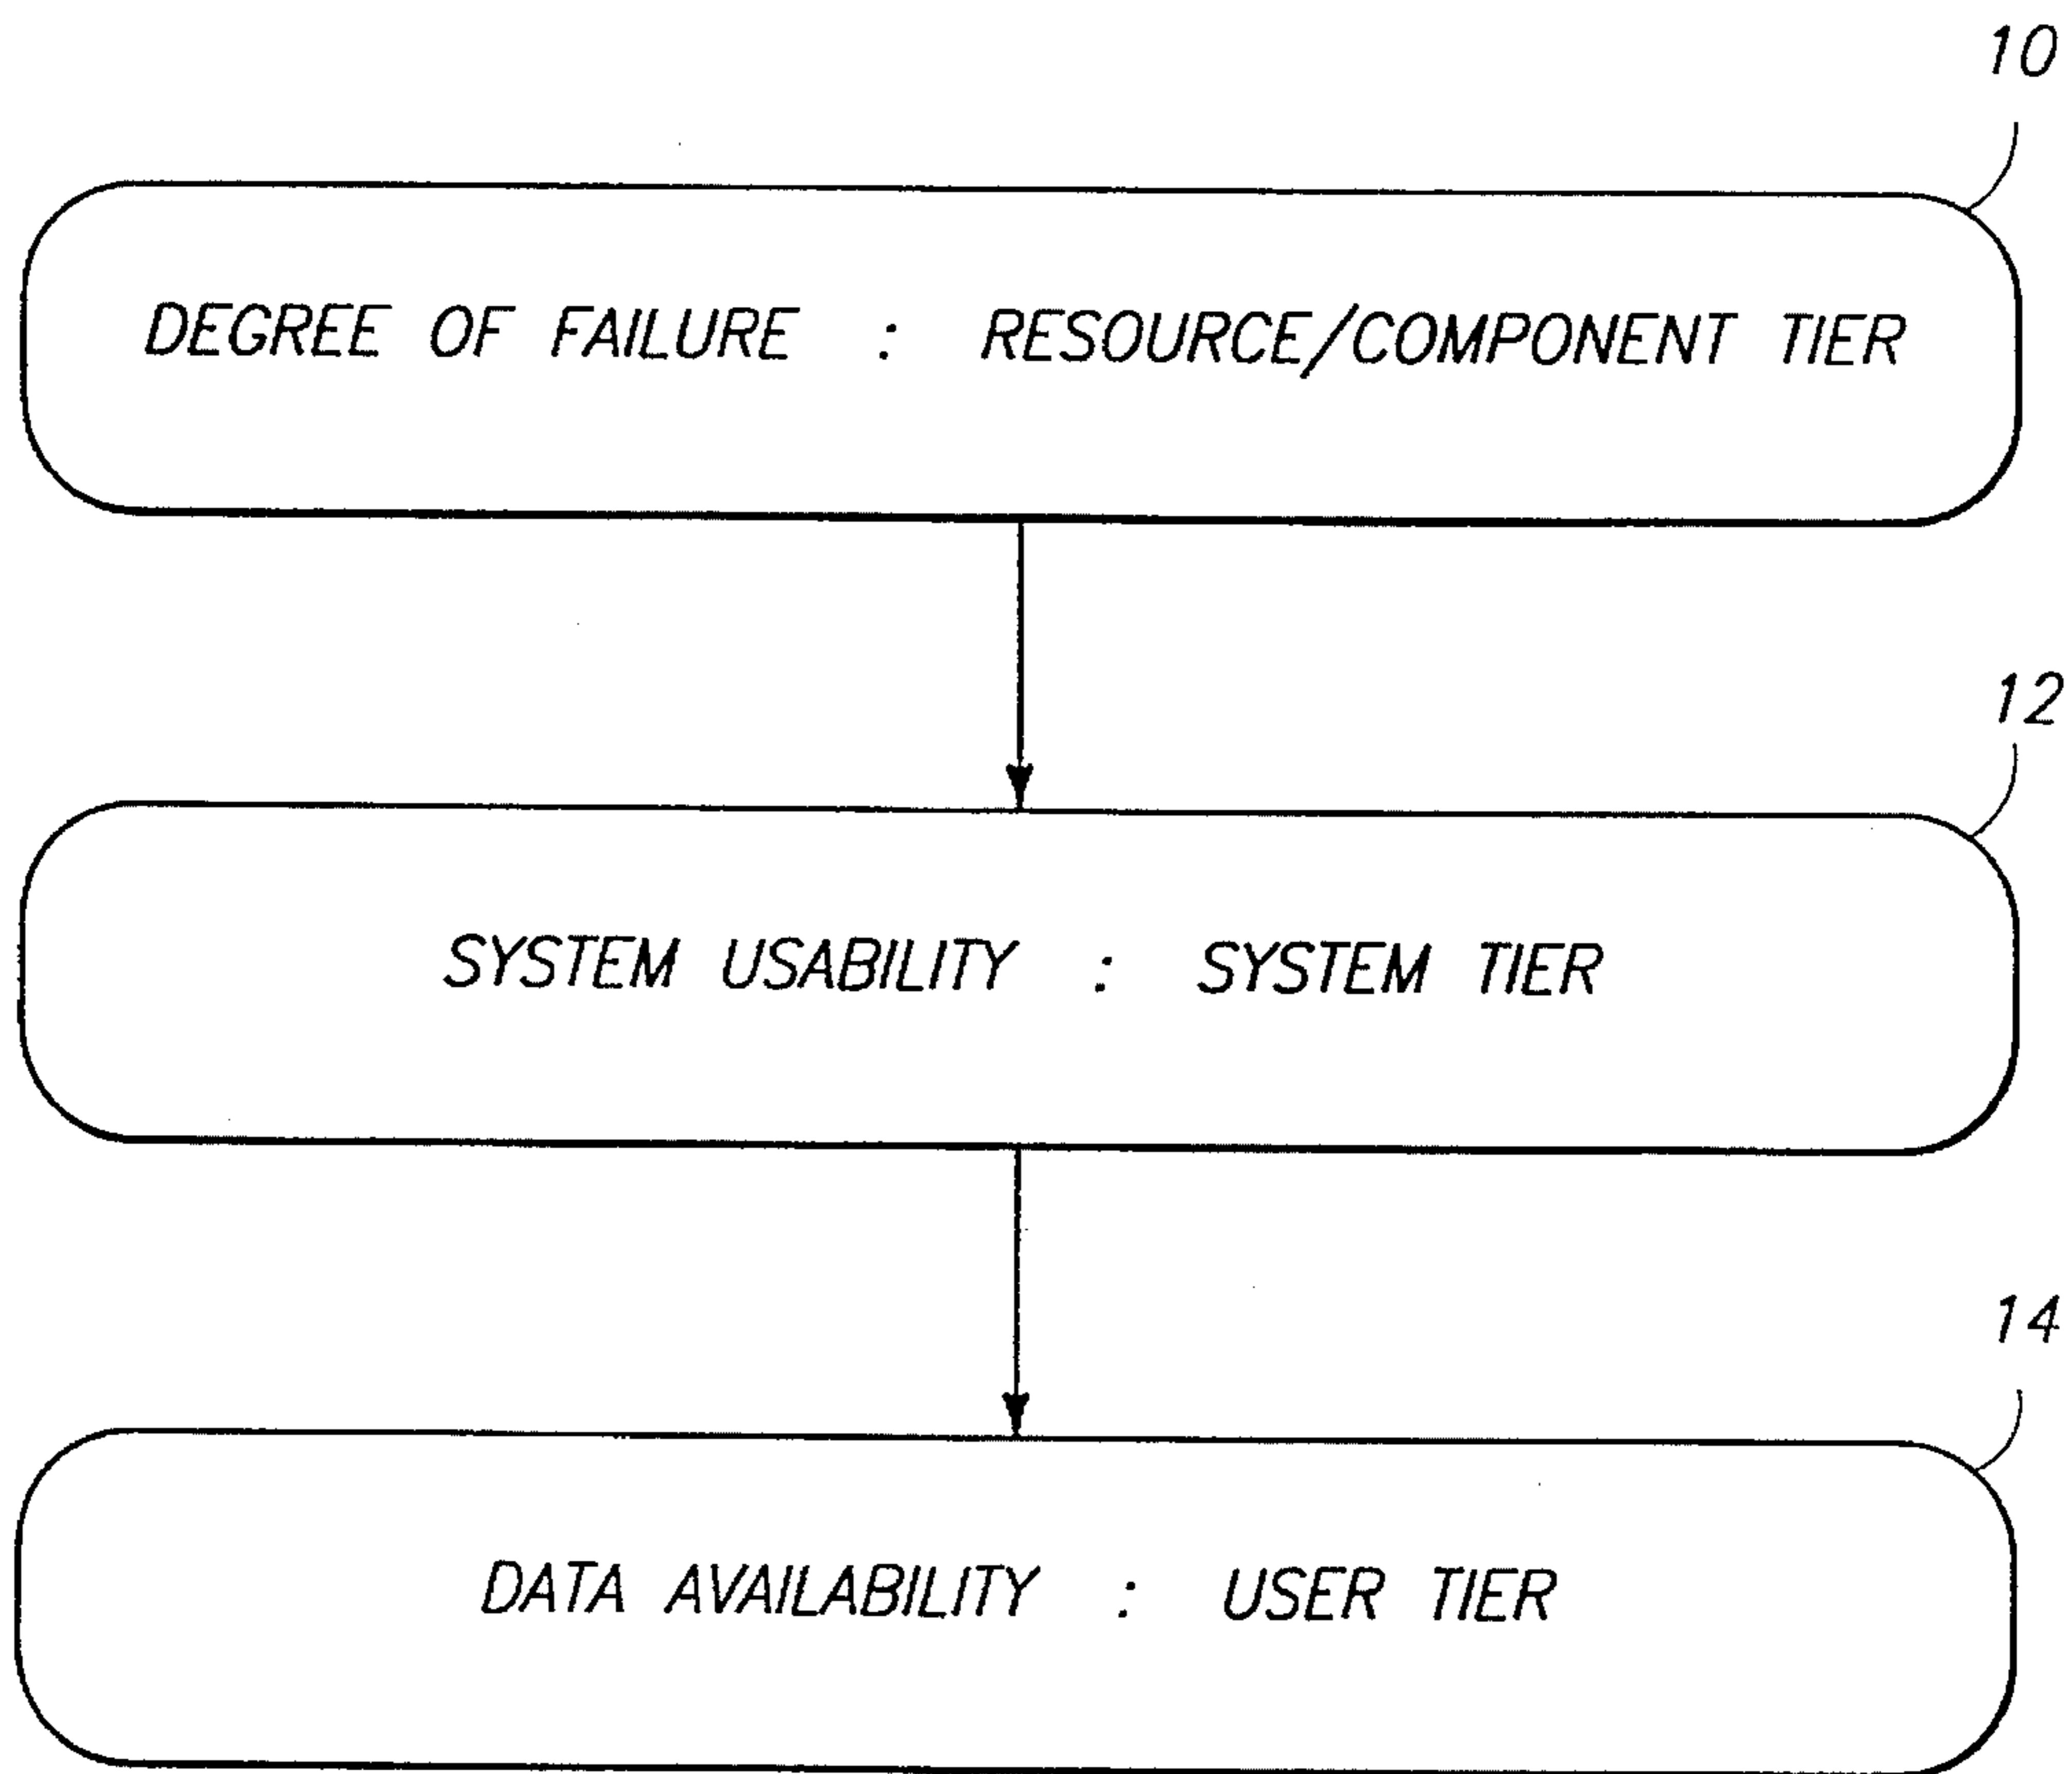 10
DEGREE OF FAILURE : RESOURCE/COMPONENT TIER
12
SYSTEM USABILITY : SYSTEM TIER
14
DATA AVAILABILITY : USER TIER